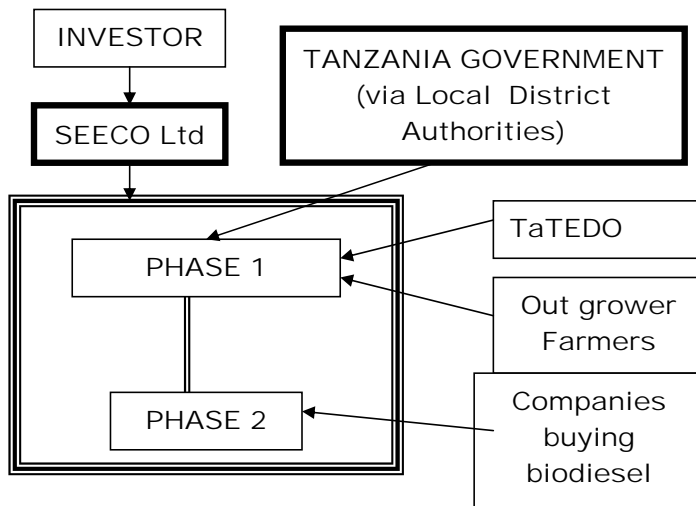 INVESTOR
TANZANIA GOVERNMENT
(via Local District
Authorities)
SEECO Ltd
TaTEDO
PHASE 1
Out grower
Farmers
PHASE 2
Companies
buying
biodiesel